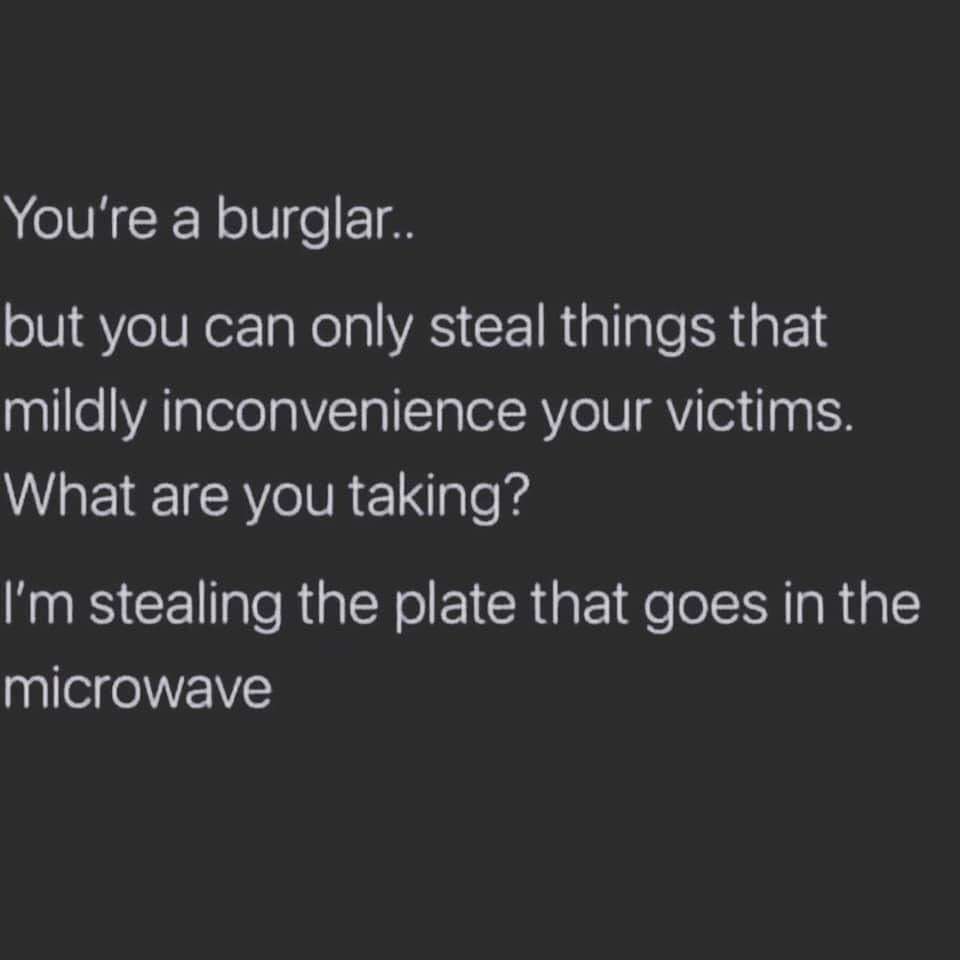 You’re a burglar..
but you can only steal things that
mildly inconvenience your victims.
What are you taking?
I’m stealing the plate that goes in the
microwave